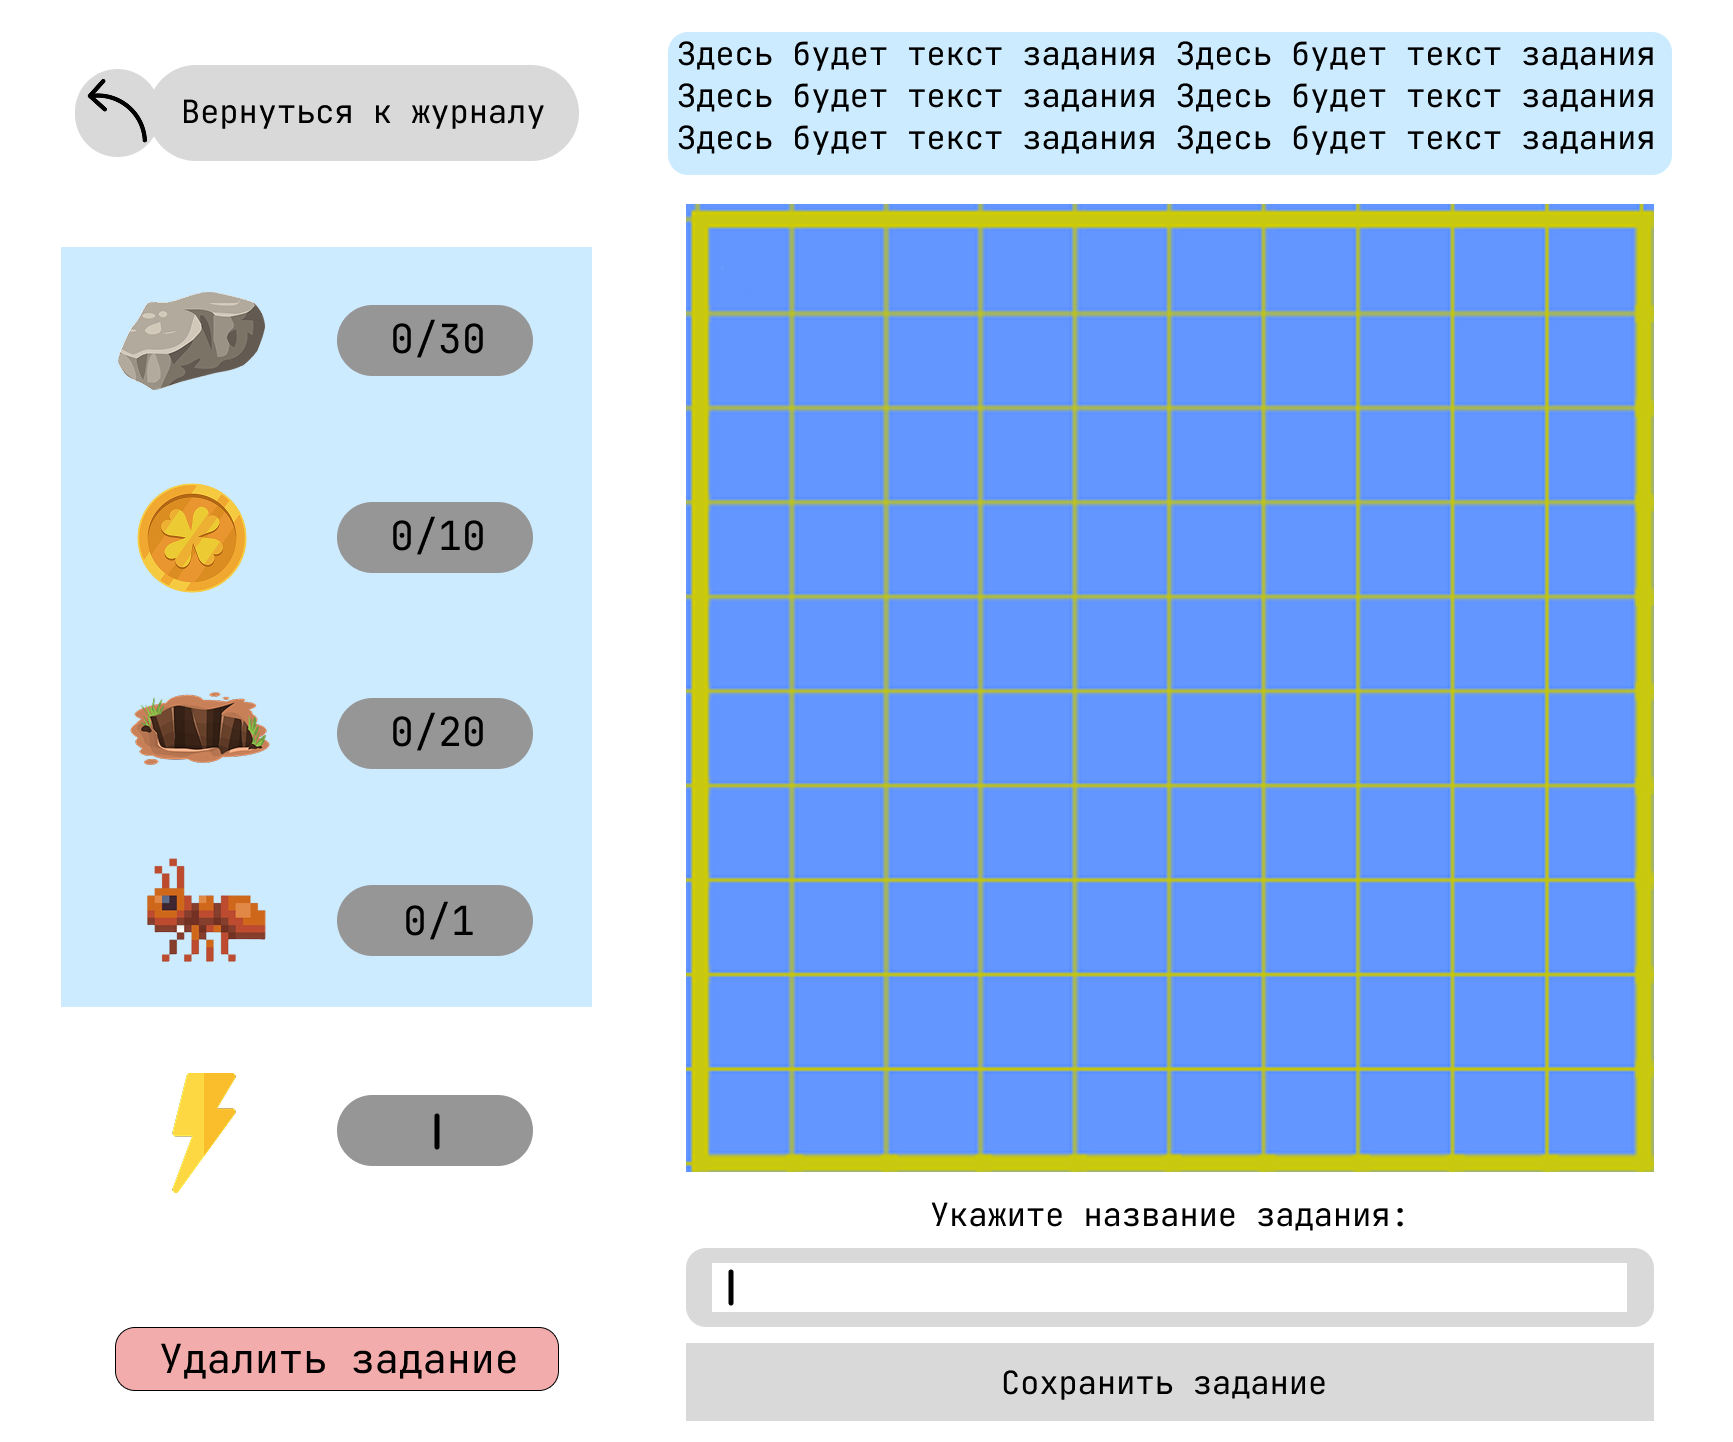 Вернуться к журналу
Здесь будет текст задания Здесь будет текст задания
Здесь будет текст задания Здесь будет текст задания
Здесь будет текст задания Здесь будет текст задания
0/30
0/10
0/20
0/1
Укажите название задания:
Удалить задание
Сохранить задание